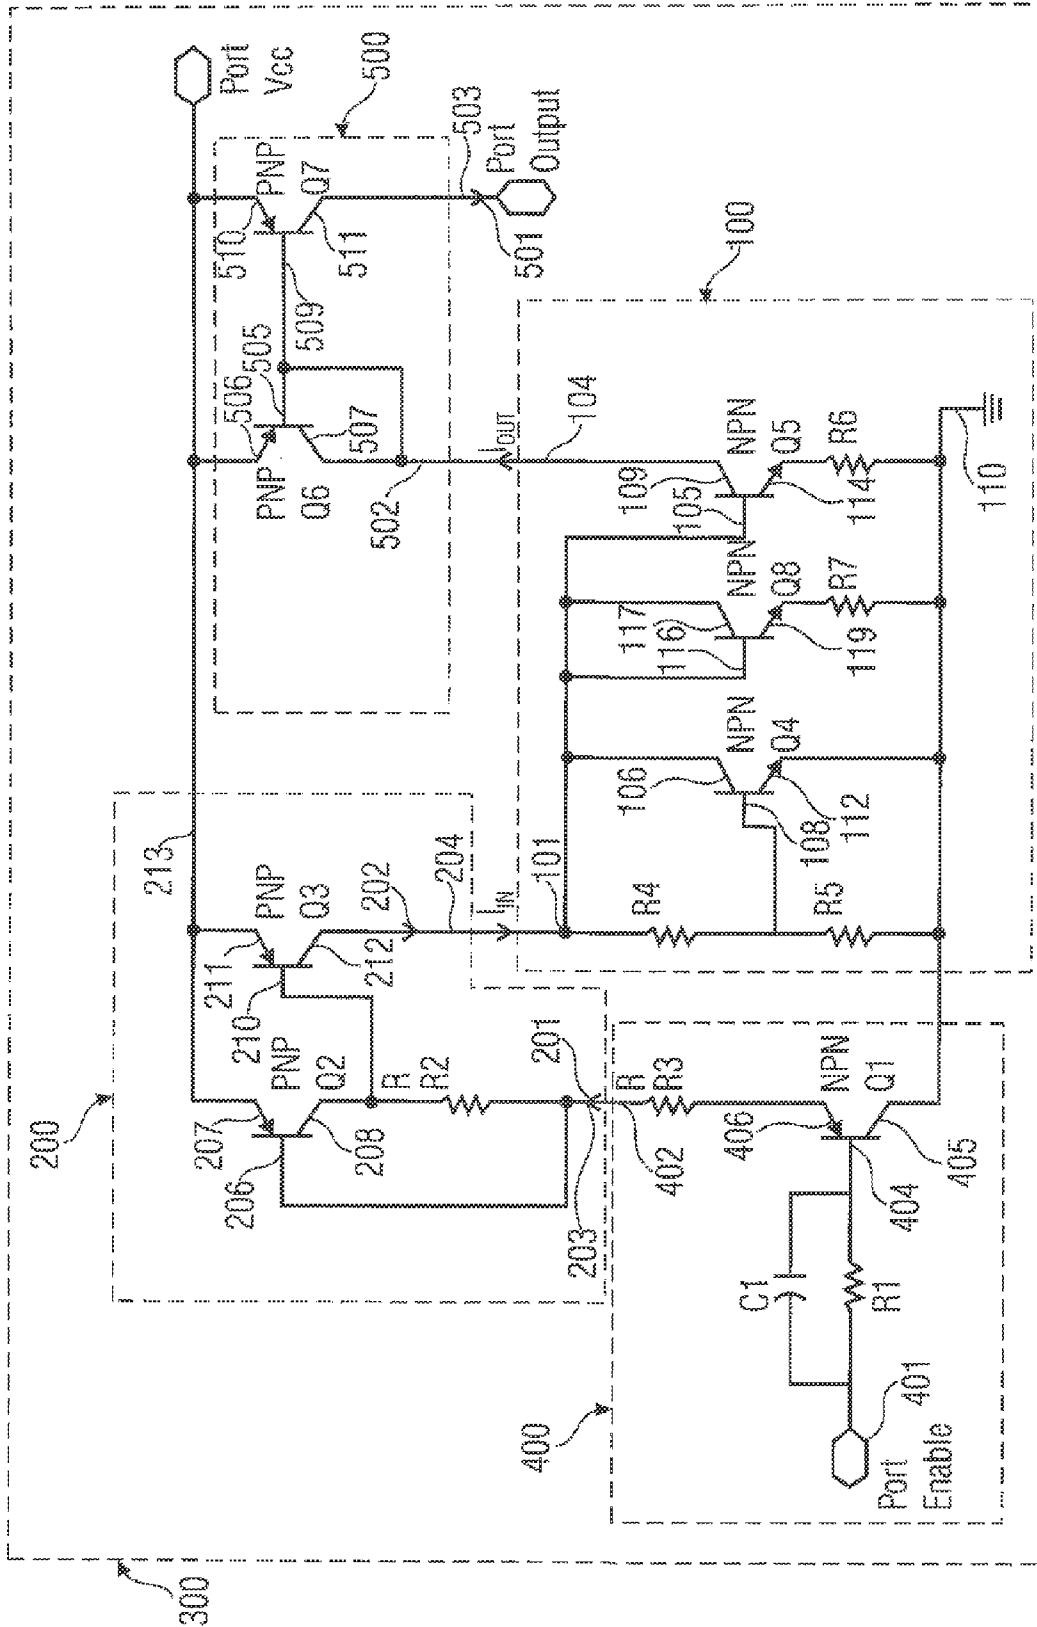 300
200
213
Port
Vcc
500
207
206
PNP
Q2
208
211
210
PNP
Q3
212
202
204
R
R2
201
203
I_IN
506
505
PNP
Q6
507
502
509
510
PNP
Q7
511
503
501
Port
Output
I_OUT
104
100
101
R4
R5
106
108
NPN
Q4
112
117
116
NPN
Q8
119
R7
109
105
NPN
Q5
114
R6
110
400
402
R
R3
406
NPN
Q1
404
405
C1
R1
401
Port
Enable